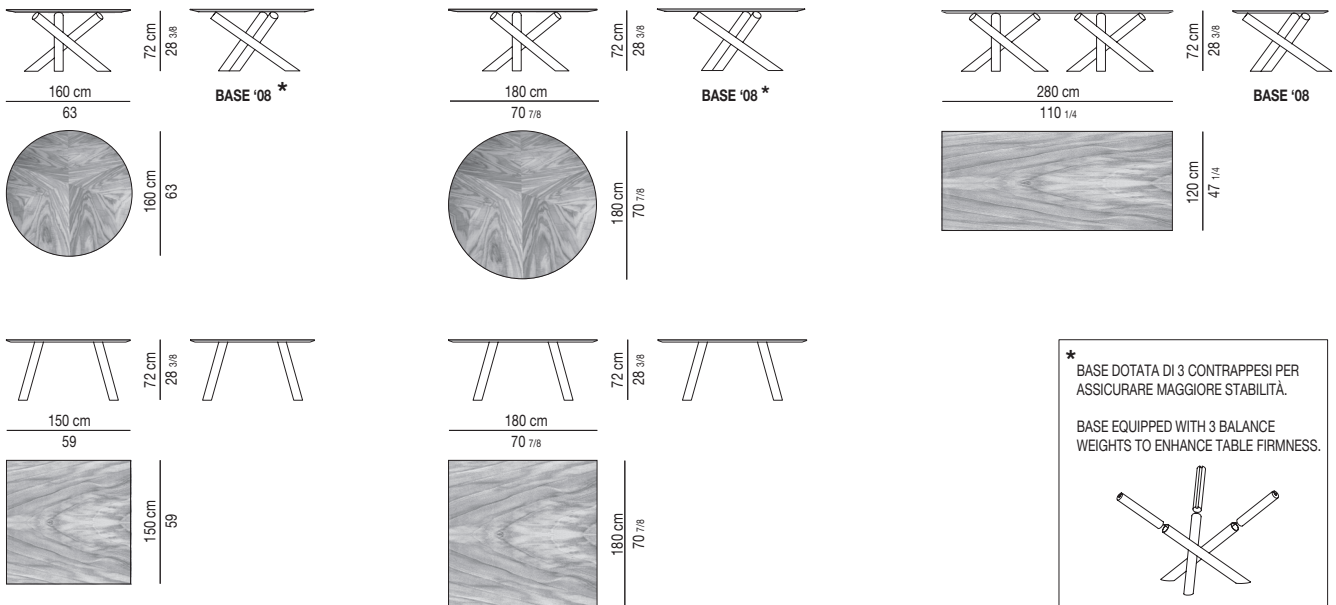 72 cm
28 3/8
BASE ‘08 *
160 cm
63
160 cm
63
72 cm
28 3/8
BASE ‘08 *
180 cm
70 7/8
180 cm
70 7/8
72 cm
28 3/8
BASE ‘08
280 cm
110 1/4
120 cm
47 1/4
72 cm
28 3/8
150 cm
59
150 cm
59
72 cm
28 3/8
180 cm
70 7/8
180 cm
70 7/8
*
BASE DOTATA DI 3 CONTRAPPESI PER
ASSICURARE MAGGIORE STABILITÀ.
BASE EQUIPPED WITH 3 BALANCE
WEIGHTS TO ENHANCE TABLE FIRMNESS.